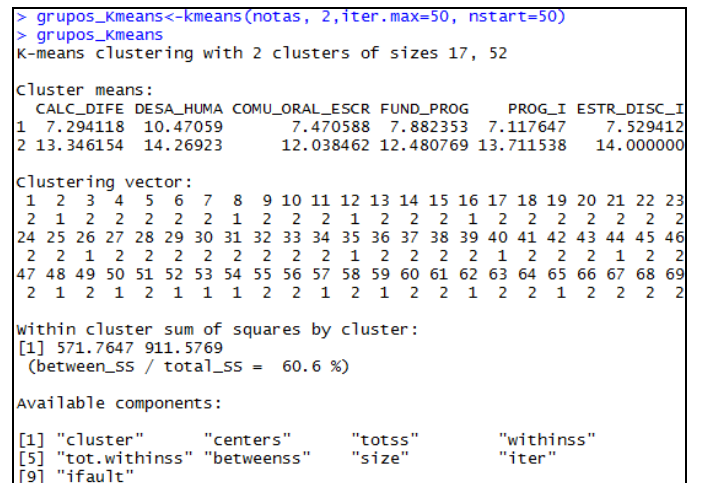 > grupos_Kmeans<-kmeans(notas, 2,iter.max=50, nstart=50)
> grupos_Kmeans
K-means clustering with 2 clusters of sizes 17, 52
Cluster means:
CALC_DIFE DESA_HUMA COMU_ORAL_ESCR FUND_PROG PROG_I ESTR_DISC_I
1 7.294118 10.47059 7.470588 7.882353 7.117647 7.529412
2 13.346154 14.26923 12.038462 12.480769 13.711538 14.000000
Clustering vector:
1 2 3 4 5 6 7 8 9 10 11 12 13 14 15 16 17 18 19 20 21 22 23
2 1 2 2 2 2 2 1 2 2 2 1 2 2 2 1 2 2 2 2 2 2 2
24 25 26 27 28 29 30 31 32 33 34 35 36 37 38 39 40 41 42 43 44 45 46
2 2 1 2 2 2 2 2 2 2 2 1 2 2 2 2 1 2 2 2 1 2 2
47 48 49 50 51 52 53 54 55 56 57 58 59 60 61 62 63 64 65 66 67 68 69
2 1 2 1 2 1 1 1 2 2 1 2 1 2 2 1 2 2 1 2 2 2 2
Within cluster sum of squares by cluster:
[1] 571.7647 911.5769
(between_SS / total_SS = 60.6 %)
Available components:
[1] "cluster" "centers" "totss" "withinss"
[5] "tot.withinss" "betweenss" "size" "iter"
[9] "ifault"